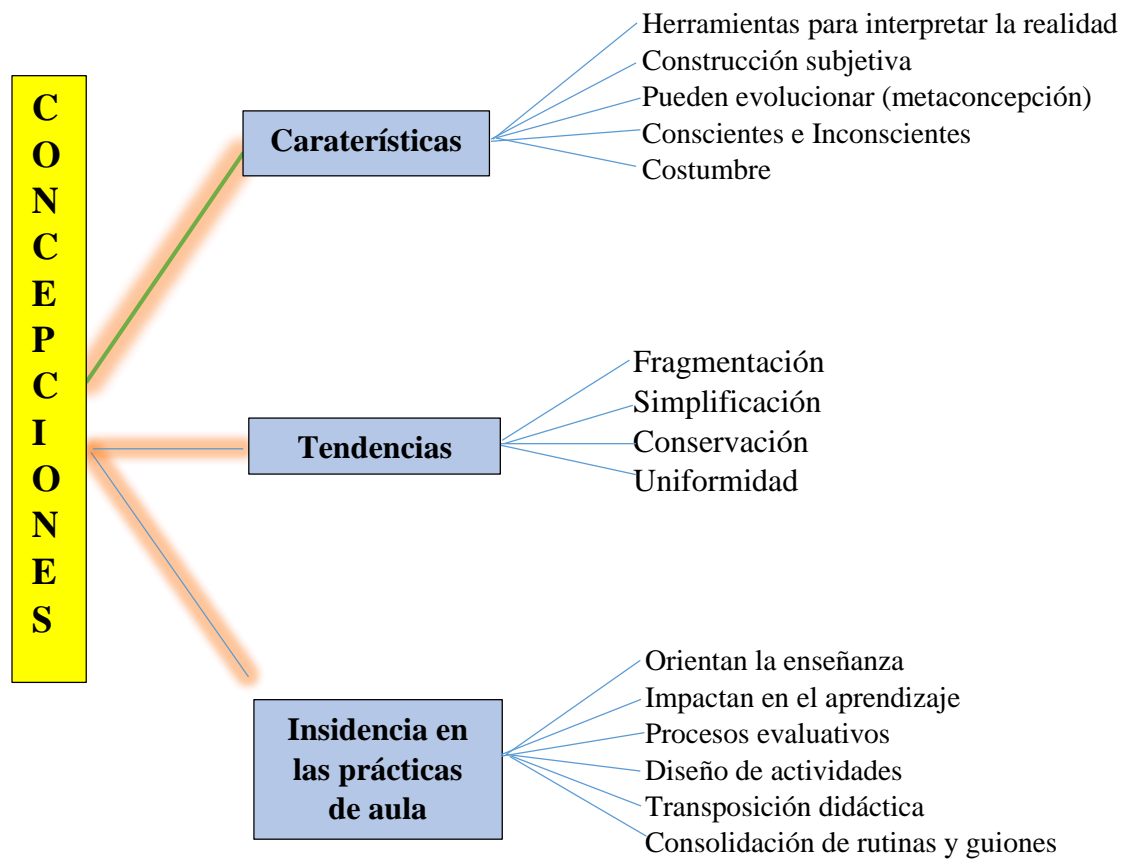 CONCEPCIONES
Caraterísticas
Herramientas para interpretar la realidad
Construcción subjetiva
Pueden evolucionar (metaconcepción)
Conscientes e Inconscientes
Costumbre
Tendencias
Fragmentación
Simplificación
Conservación
Uniformidad
Insidencia en
las prácticas
de aula
Orientan la enseñanza
Impactan en el aprendizaje
Procesos evaluativos
Diseño de actividades
Transposición didáctica
Consolidación de rutinas y guiones